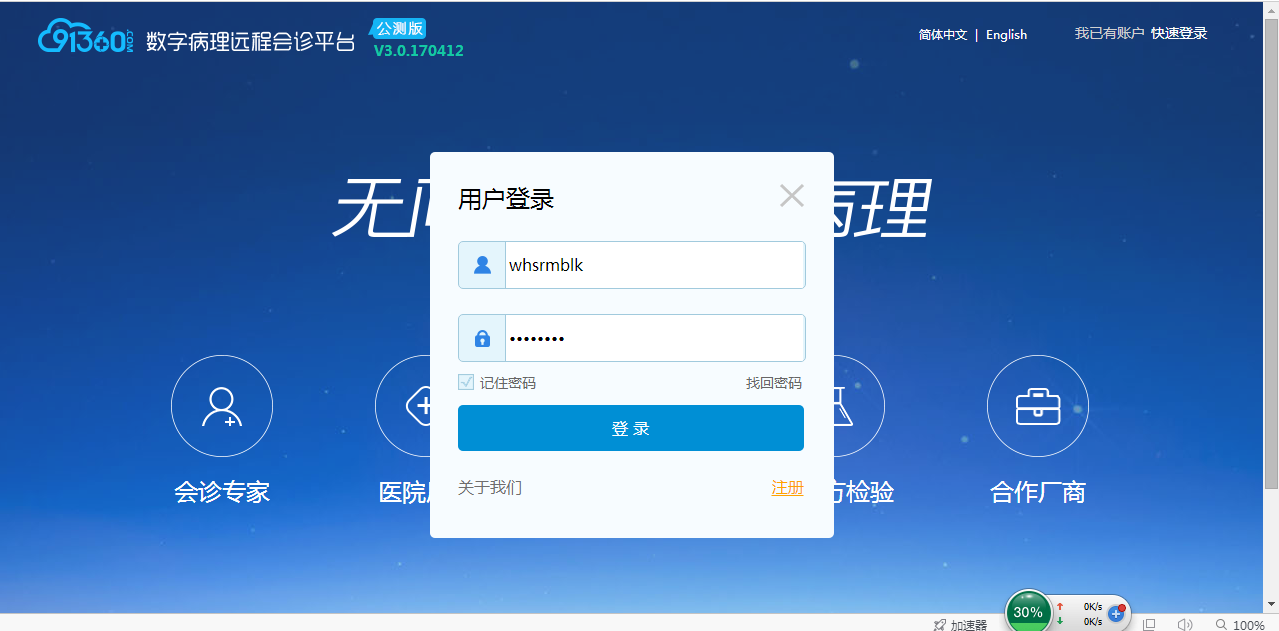 91360.COM 数字病理远程会诊平台 公测版
V3.0.170412
简体中文 | English 我已有账户 快速登录
无 病理
用户登录
whsrmblk
••••••••
记住密码 找回密码
登 录
关于我们 注册
会诊专家 医院 方检验 合作厂商
加速器 30% 0K/s
0K/s
100%